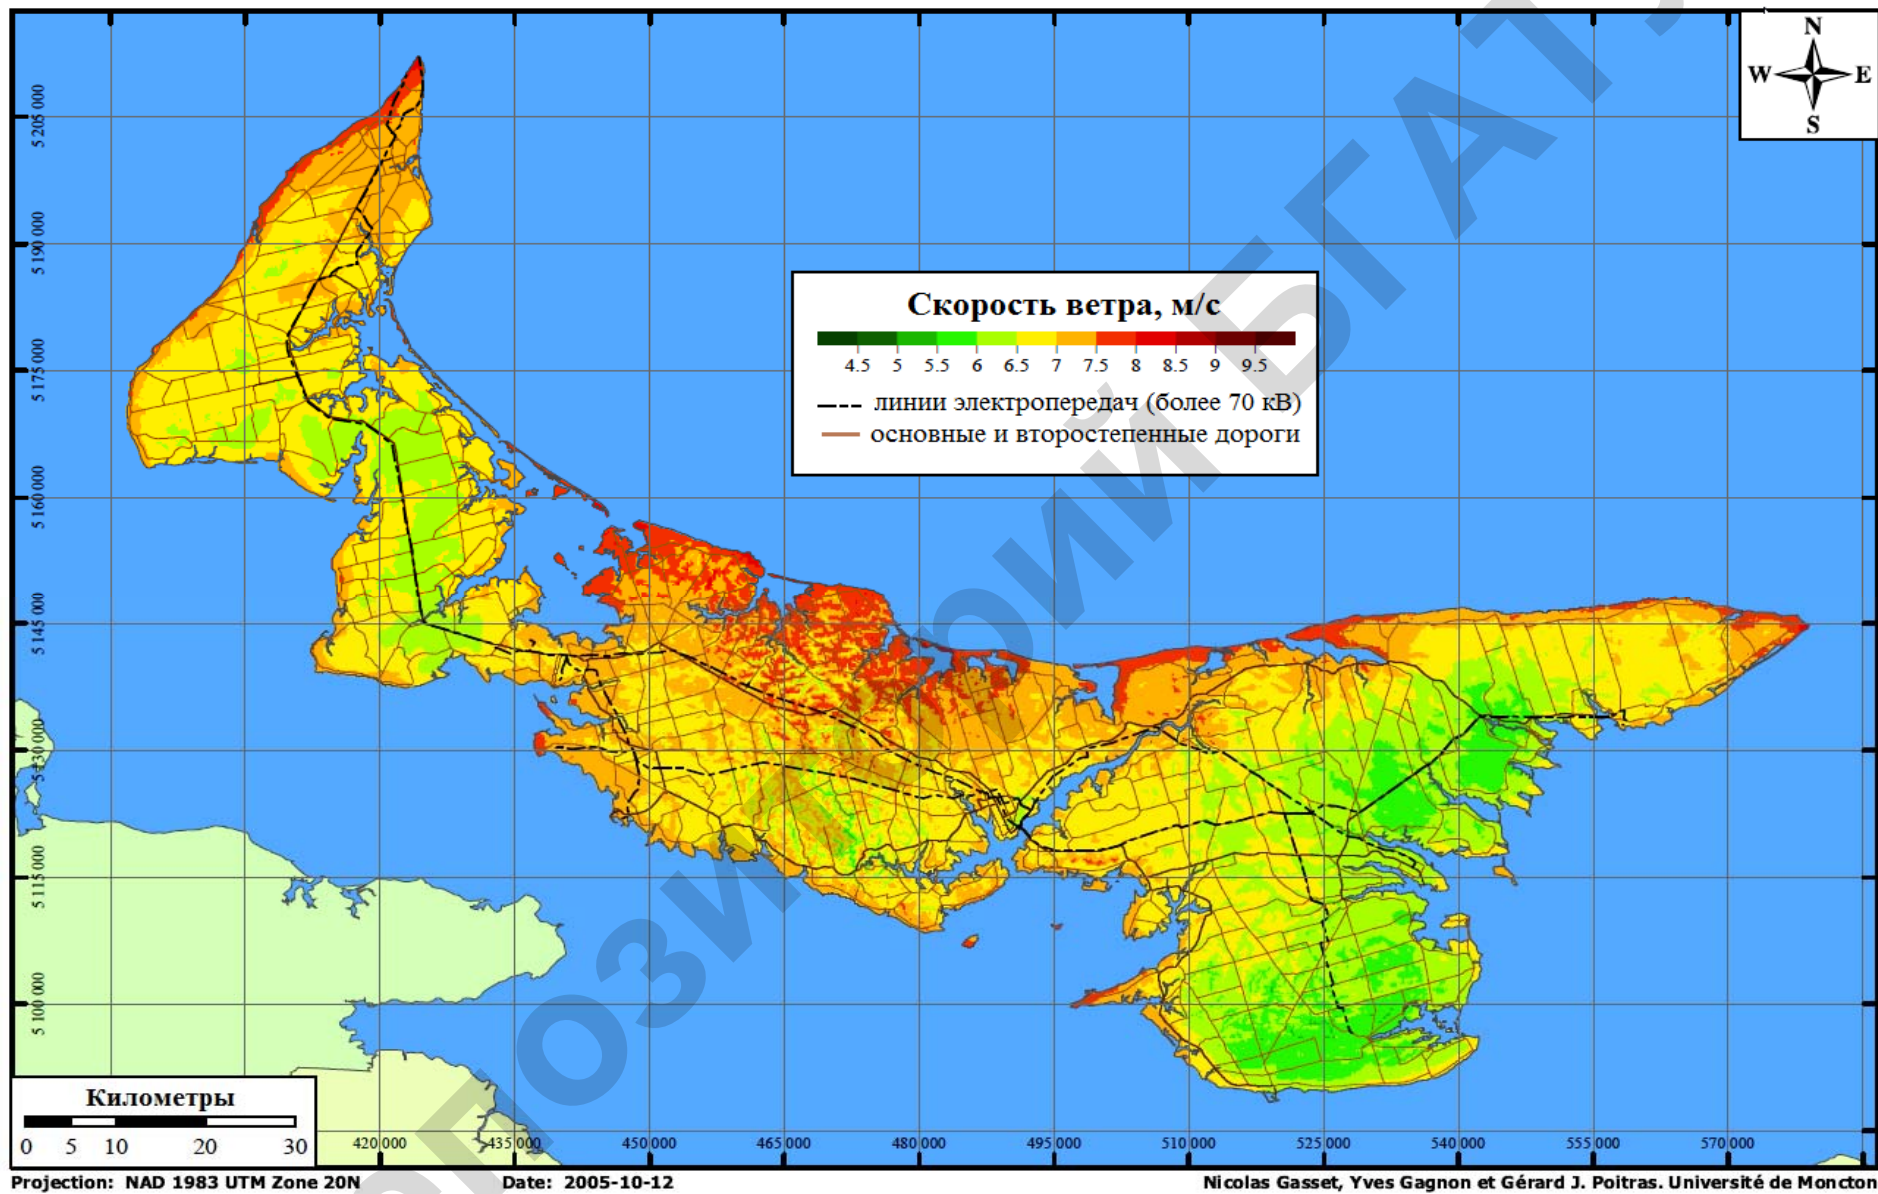 N
W E
S
5 205 000
5 190 000
5 175 000
5 160 000
5 145 000
5 130 000
5 115 000
5 100 000
Скорость ветра, м/с
4.5 5 5.5 6 6.5 7 7.5 8 8.5 9 9.5
линии электропередач (более 70 кВ)
основные и второстепенные дороги
Километры
0 5 10 20 30
420 000 435 000 450 000 465 000 480 000 495 000 510 000 525 000 540 000 555 000 570 000
Projection: NAD 1983 UTM Zone 20N Date: 2005-10-12 Nicolas Gasset, Yves Gagnon et Gérard J. Poitras. Université de Moncton
БГАТ